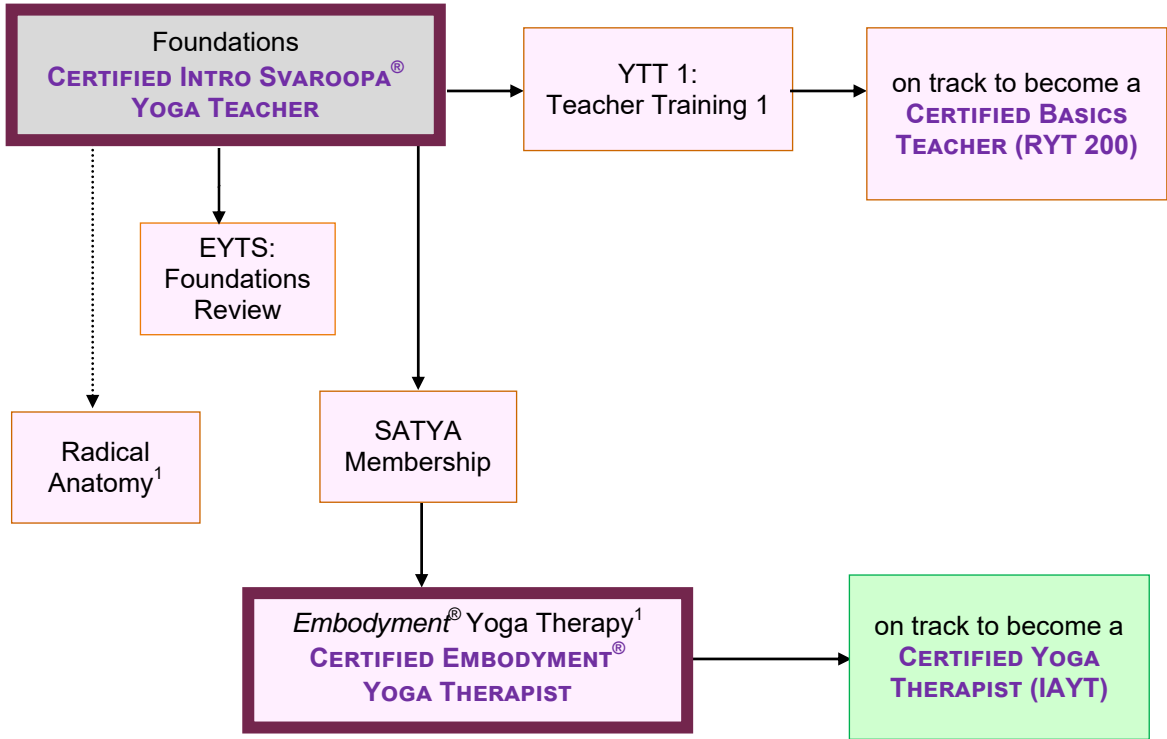 Foundations
CERTIFIED INTRO SVAROOPA®
YOGA TEACHER
YTT 1:
Teacher Training 1
on track to become a
CERTIFIED BASICS
TEACHER (RYT 200)
EYTS:
Foundations
Review
Radical
Anatomy¹
SATYA
Membership
Embodyment® Yoga Therapy¹
CERTIFIED EMBODYMENT®
YOGA THERAPIST
on track to become a
CERTIFIED YOGA
THERAPIST (IAYT)